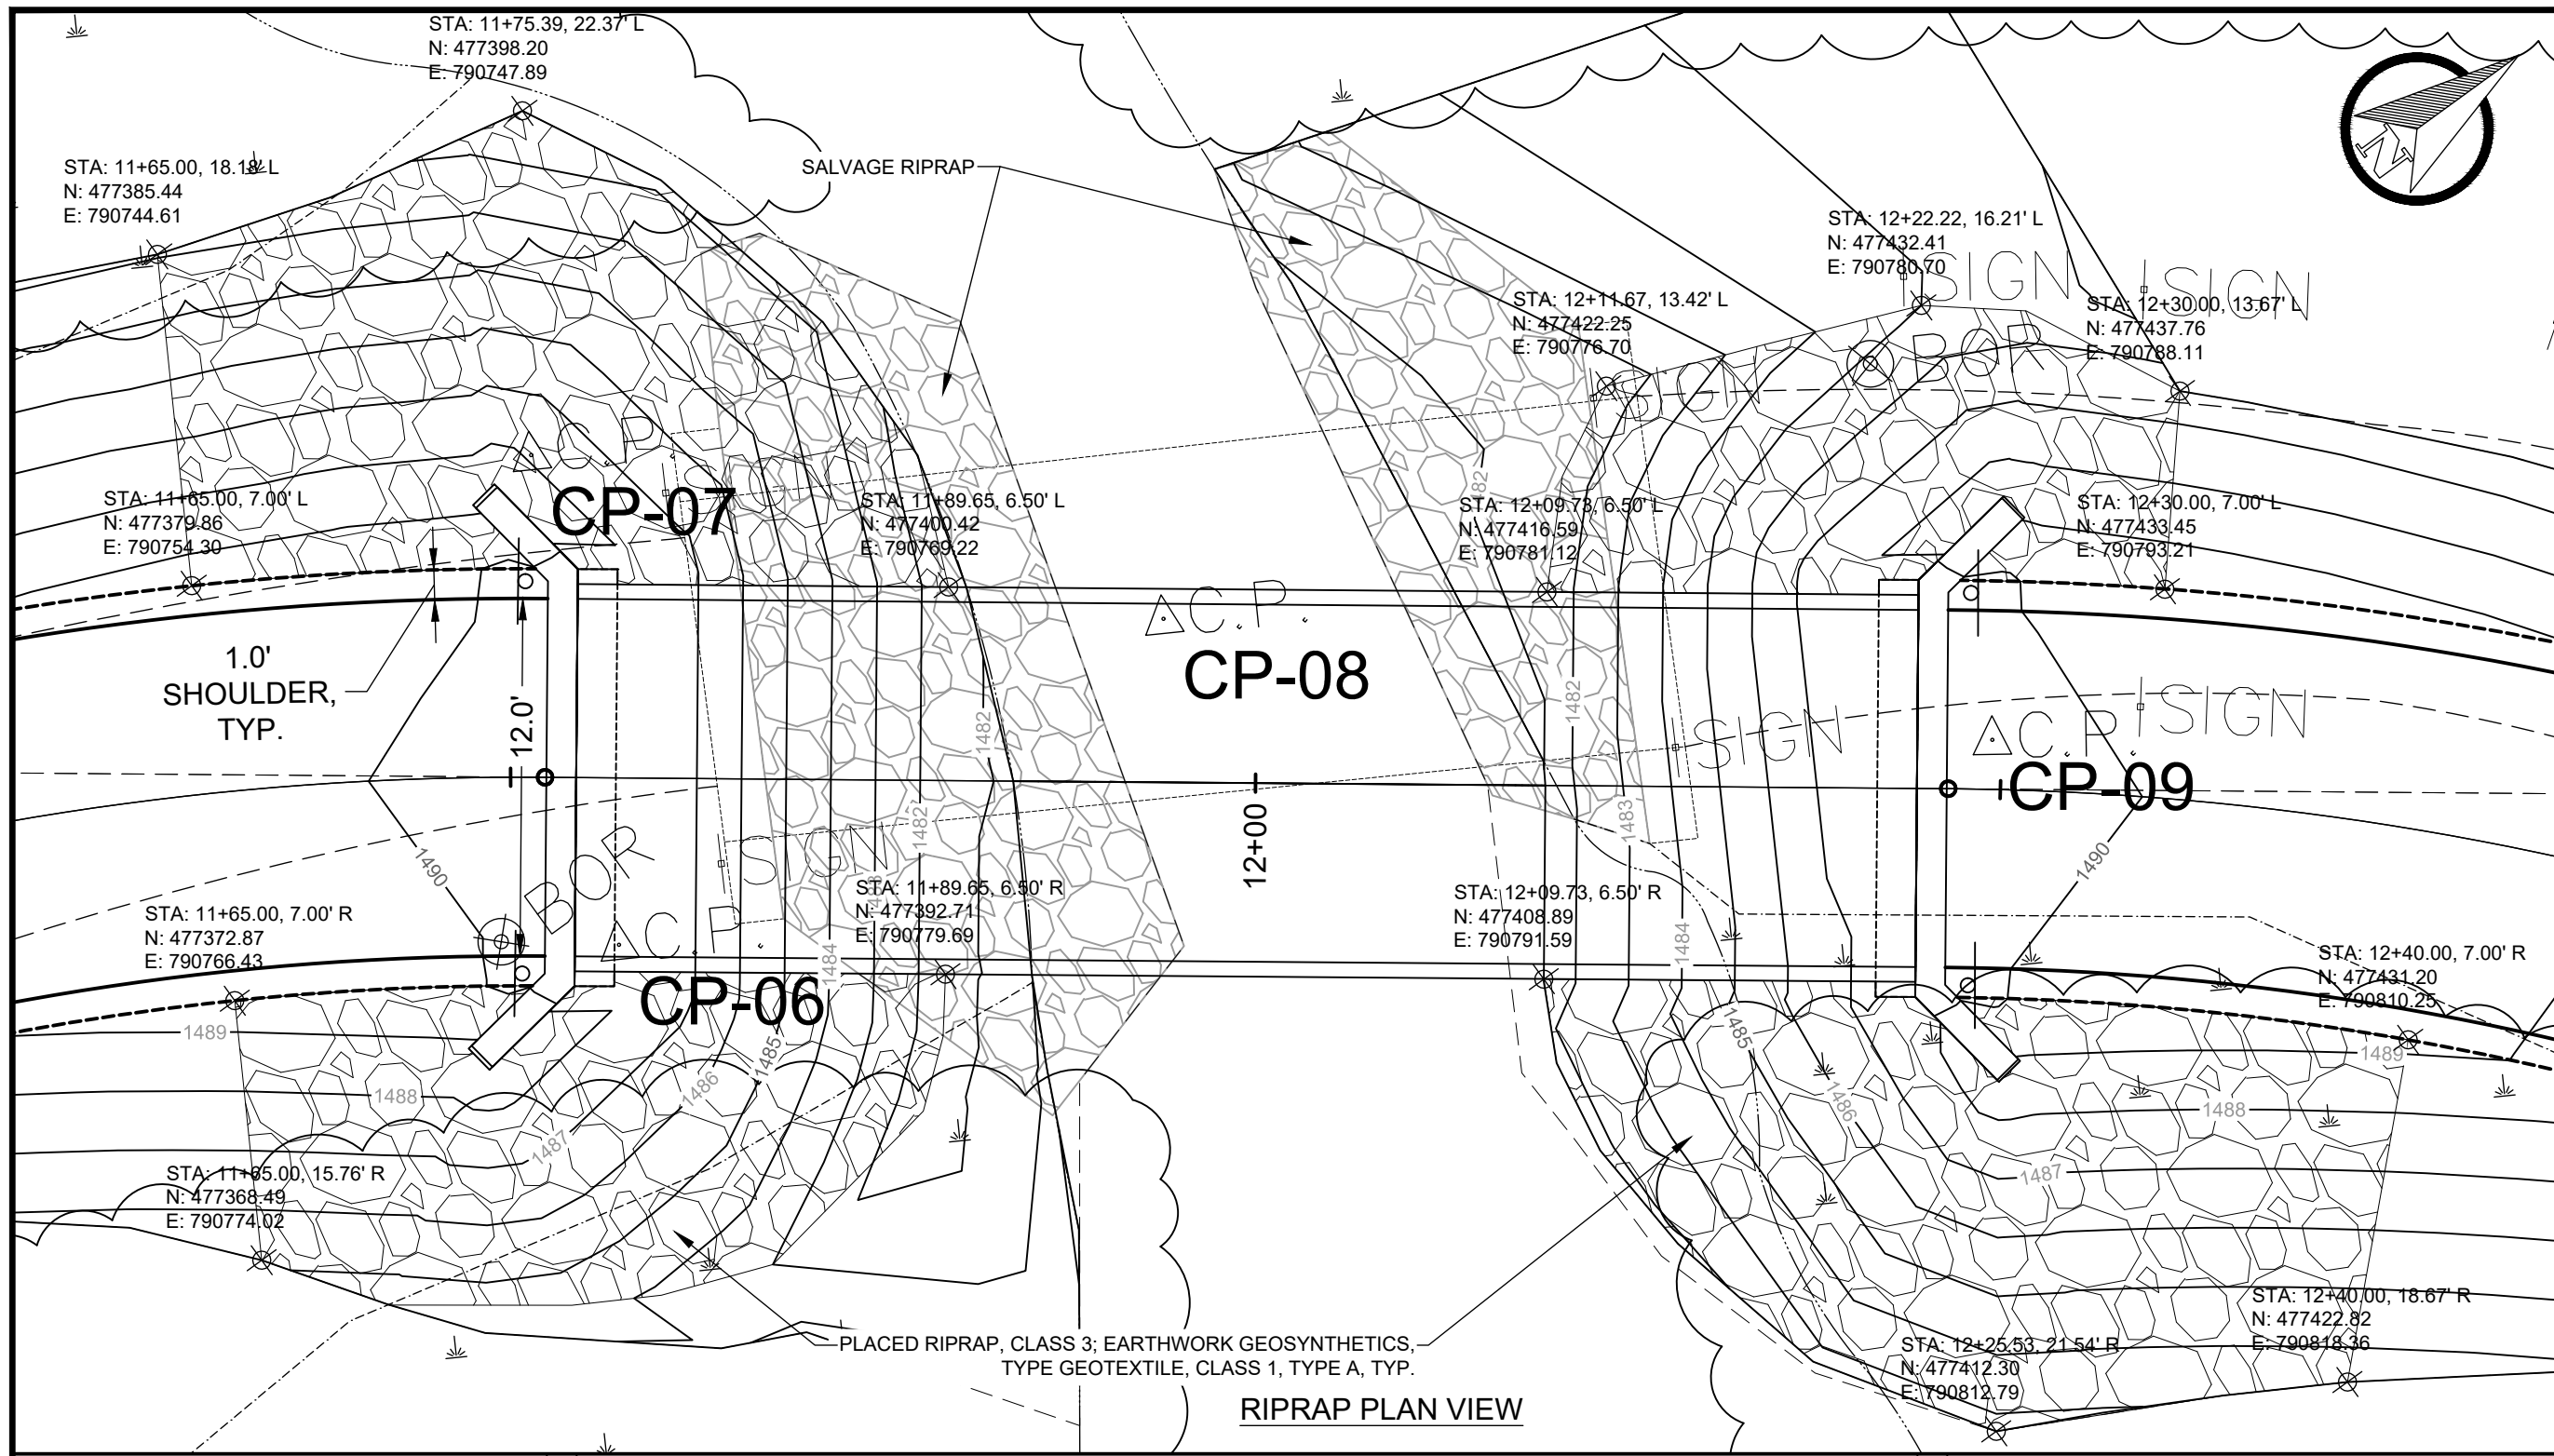 STA: 11+75.39, 22.37' L
N: 477398.20
E: 790747.89
STA: 11+65.00, 18.18' L
N: 477385.44
E: 790744.61
SALVAGE RIPRAP
N
STA: 12+22.22, 16.21' L
N: 477432.41
E: 790780.70
SIGN
SIGN
STA: 12+11.67, 13.42' L
N: 477422.25
E: 790776.70
STA: 12+30.00, 13.67' L
N: 477437.76
E: 790788.11
BOR
C.P.
SIGN
SIGN
CP-07
STA: 11+65.00, 7.00' L
N: 477379.86
E: 790754.30
STA: 11+89.65, 6.50' L
N: 477400.42
E: 790769.22
1482
STA: 12+09.73, 6.50' L
N: 477416.59
E: 790781.12
STA: 12+30.00, 7.00' L
N: 477433.45
E: 790793.21
C.P.
CP-08
1.0'
SHOULDER,
TYP.
12.0'
1482
1482
SIGN
C.P.
SIGN
CP-09
12+00
1482
1483
1490
1490
BOR
SIGN
C.P.
CP-06
STA: 11+65.00, 7.00' R
N: 477372.87
E: 790766.43
STA: 11+89.65, 6.50' R
N: 477392.71
E: 790779.69
STA: 12+09.73, 6.50' R
N: 477408.89
E: 790791.59
STA: 12+40.00, 7.00' R
N: 477431.20
E: 790810.25
1484
1484
1489
1485
1485
1489
1488
1486
1486
1488
1487
1487
STA: 11+65.00, 15.76' R
N: 477368.49
E: 790774.02
PLACED RIPRAP, CLASS 3; EARTHWORK GEOSYNTHETICS,
TYPE GEOTEXTILE, CLASS 1, TYPE A, TYP.
STA: 12+40.00, 18.67' R
N: 477422.82
E: 790818.36
STA: 12+25.53, 21.54' R
N: 477412.30
E: 790812.79
RIPRAP PLAN VIEW